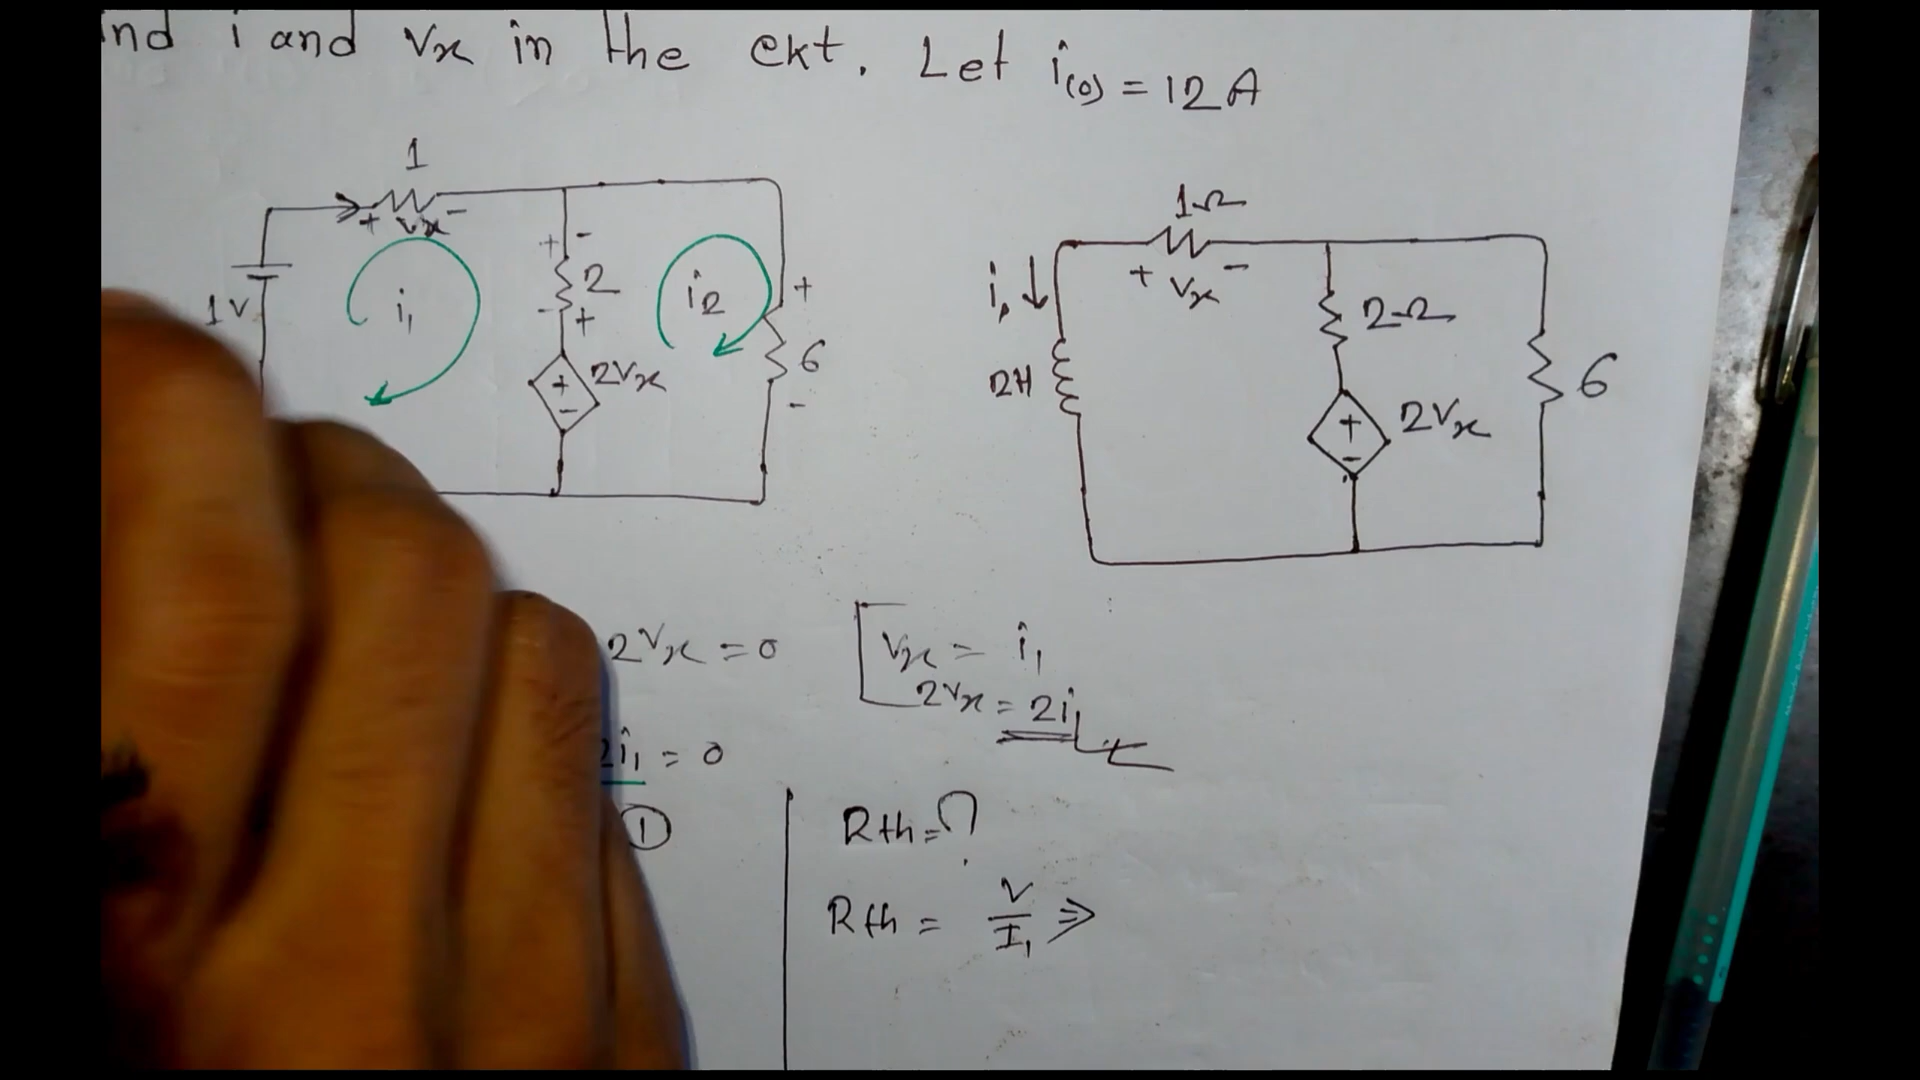 nd i and Vx in the ckt. Let i(0) = 12 A
1
+ Vx -
+ -
2
- +
1V
i1
i2
+
6
-
+ - 2Vx
1Ω
+ Vx -
i,
2H
2Ω
+ - 2Vx
6
2Vx = 0
Vx = i1
2Vx = 2i1
2i1 = 0
1
Rth = ?
Rth = V / I1 ⇒